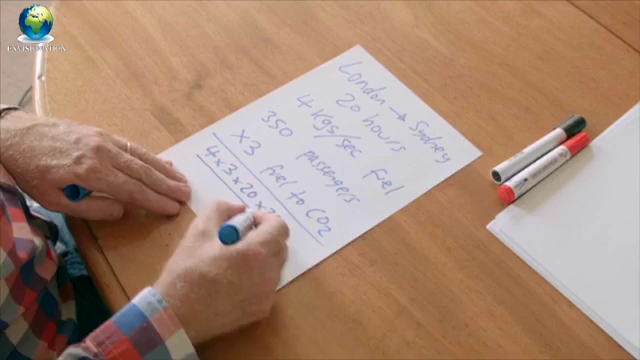 London → Sydney
20 hours
4 Kgs/sec fuel
350 passengers
x3 fuel to CO2
4x3x20x